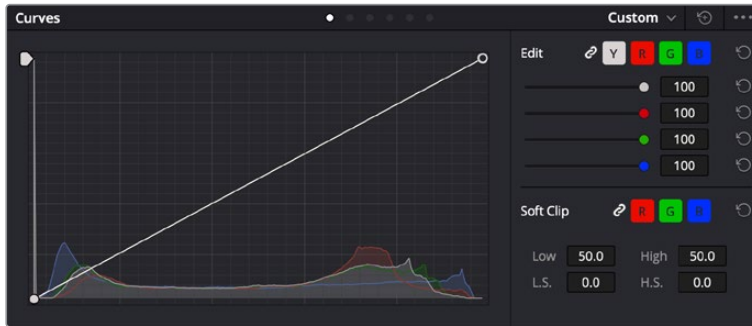 Curves
Custom
Edit
Y R G B
100
100
100
100
Soft Clip
R G B
Low 50.0 High 50.0
L.S. 0.0 H.S. 0.0